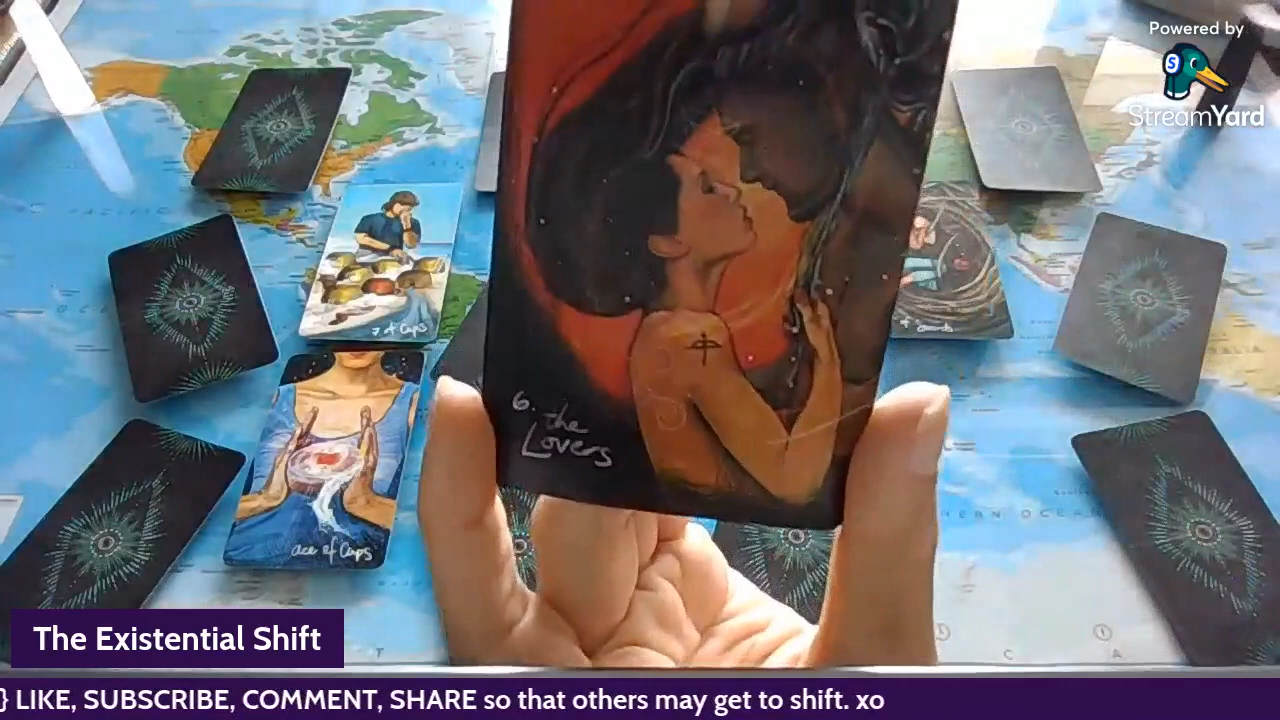 Powered by
StreamYard
7 of Cups
6. the
Lovers
ace of Cups
The Existential Shift
} LIKE, SUBSCRIBE, COMMENT, SHARE so that others may get to shift. xo